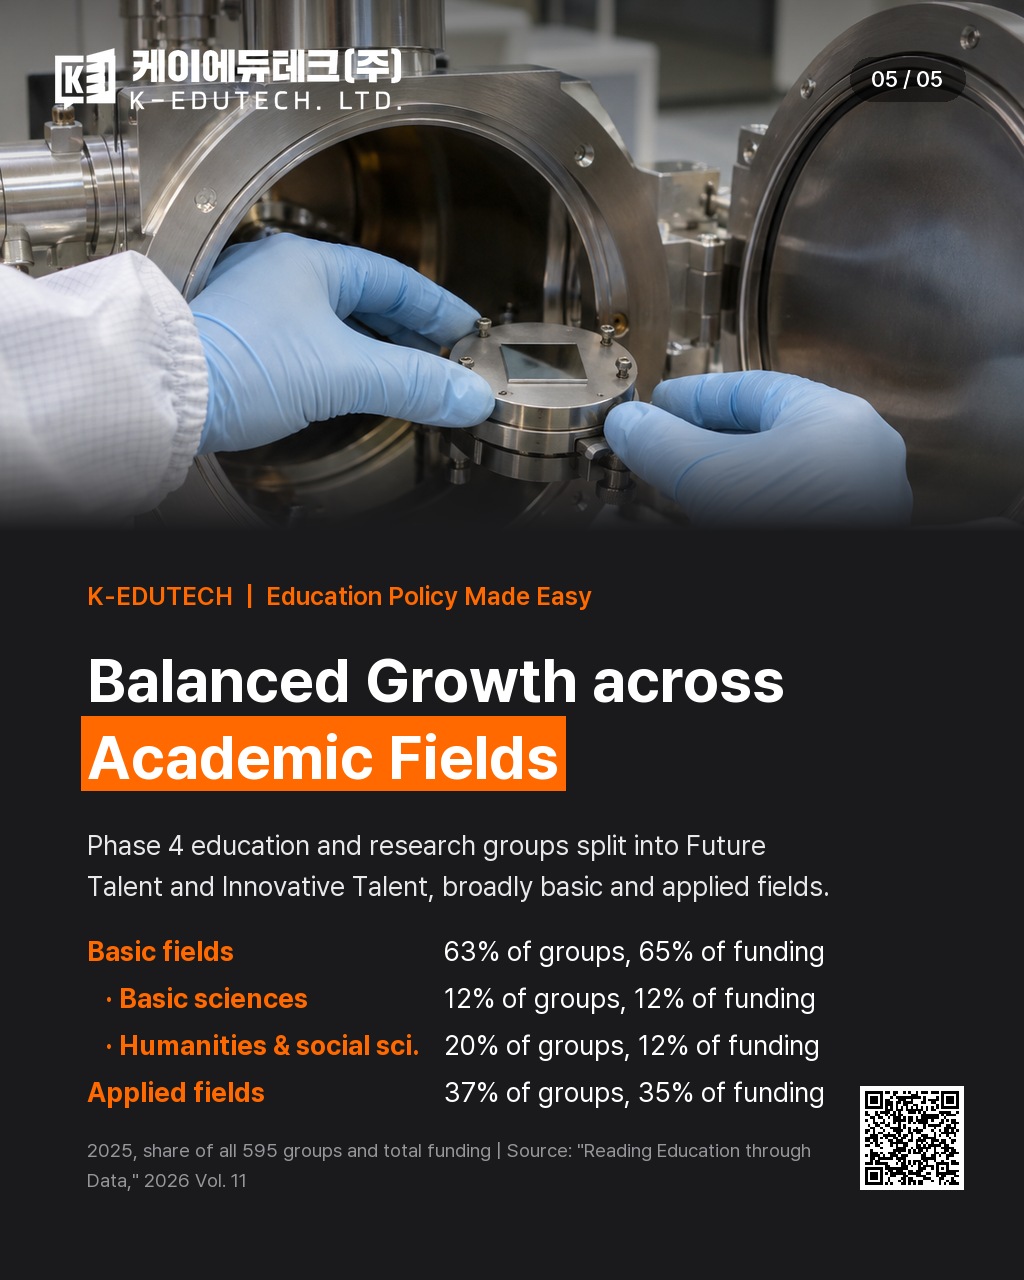 케이에듀테크(주)
K-EDUTECH. LTD.
05 / 05
K-EDUTECH | Education Policy Made Easy
Balanced Growth across
Academic Fields
Phase 4 education and research groups split into Future
Talent and Innovative Talent, broadly basic and applied fields.
Basic fields 63% of groups, 65% of funding
· Basic sciences 12% of groups, 12% of funding
· Humanities & social sci. 20% of groups, 12% of funding
Applied fields 37% of groups, 35% of funding
2025, share of all 595 groups and total funding | Source: "Reading Education through
Data," 2026 Vol. 11